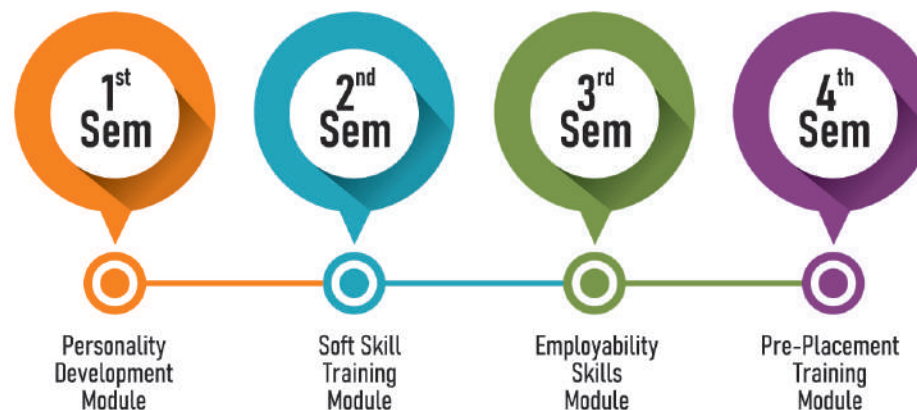 1st
Sem
2nd
Sem
3rd
Sem
4th
Sem
Personality
Development
Module
Soft Skill
Training
Module
Employability
Skills
Module
Pre-Placement
Training
Module